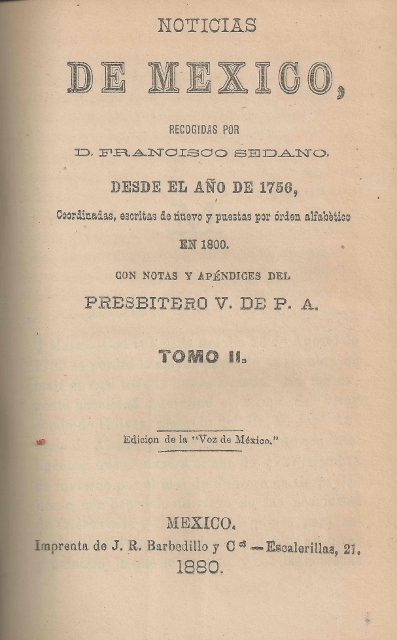 NOTICIAS
DE MEXICO,
RECOGIDAS POR
D. FRANCISCO SEDANO.
DESDE EL AÑO DE 1756,
Coordinadas, escritas de nuevo y puestas por órden alfabético
EN 1800.
CON NOTAS Y APÉNDICES DEL
PRESBITERO V. DE P. A.
TOMO II.
Edicion de la "Voz de México."
MEXICO.
Imprenta de J. R. Barbedillo y Cª — Escalerillas, 21.
1880.